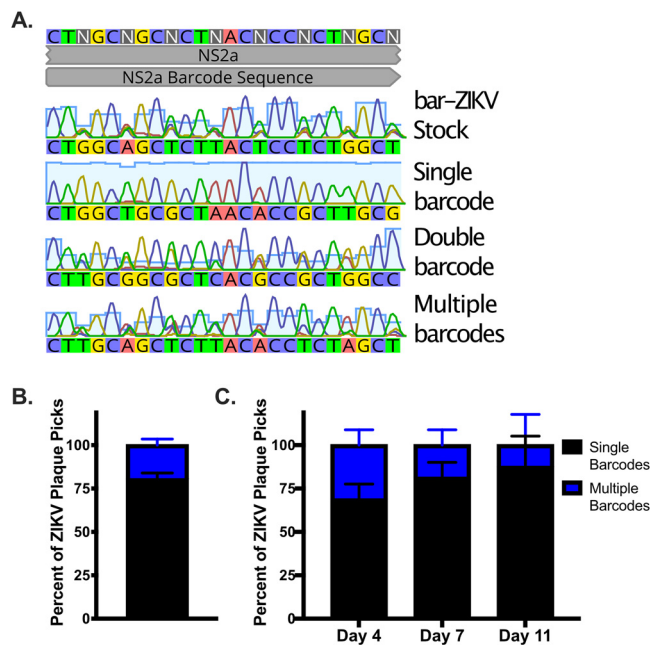 A.
CTNGCNGCNCTNACNCCNCTNGCN
NS2a
NS2a Barcode Sequence
bar–ZIKV
Stock
CTGGCAGCTCTTACTCCTCTGGCT
Single
barcode
CTGGCTGCGCTAACACCGCTTGCG
Double
barcode
CTTGCGGCGCTCACGCCGCTGGCC
Multiple
barcodes
CTTGCAGCTCTTACACCTCTAGCT
B.
Percent of ZIKV Plaque Picks
100
75
50
25
0
C.
Percent of ZIKV Plaque Picks
100
75
50
25
0
Day 4
Day 7
Day 11
Single
Barcodes
Multiple
Barcodes